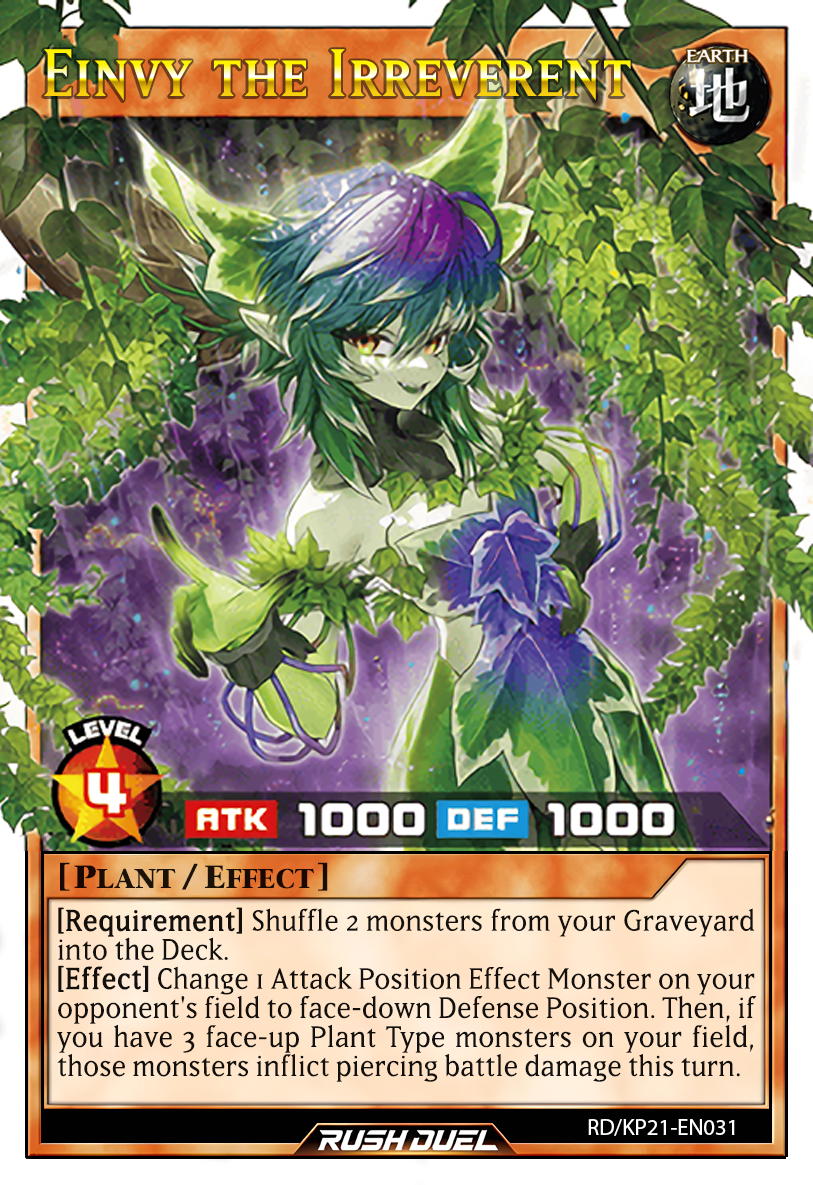 Einvy the Irreverent
EARTH
地
LEVEL
4
ATK 1000 DEF 1000
[Plant / Effect]
[Requirement] Shuffle 2 monsters from your Graveyard
into the Deck.
[Effect] Change 1 Attack Position Effect Monster on your
opponent's field to face-down Defense Position. Then, if
you have 3 face-up Plant Type monsters on your field,
those monsters inflict piercing battle damage this turn.
RD/KP21-EN031
RUSH DUEL